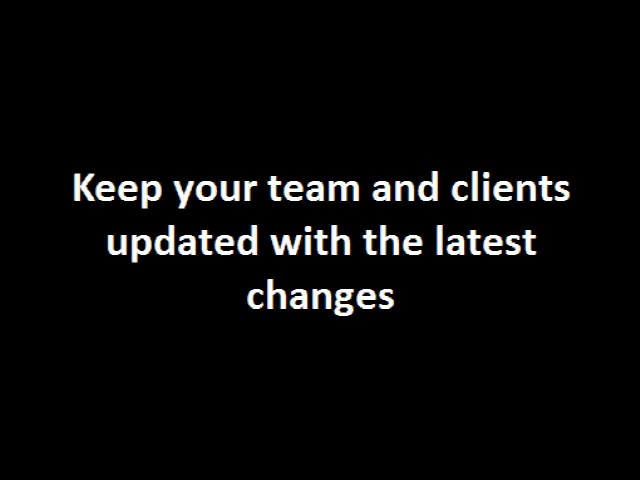 Keep your team and clients
updated with the latest
changes